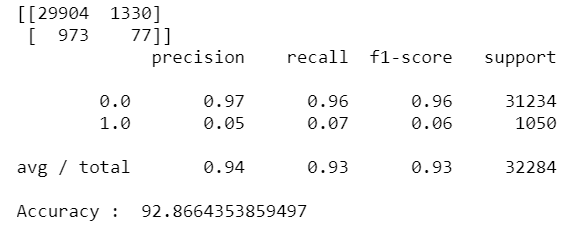 [[29904  1330]
 [  973    77]]
             precision    recall  f1-score   support

        0.0       0.97      0.96      0.96     31234
        1.0       0.05      0.07      0.06      1050

avg / total       0.94      0.93      0.93     32284

Accuracy :  92.8664353859497